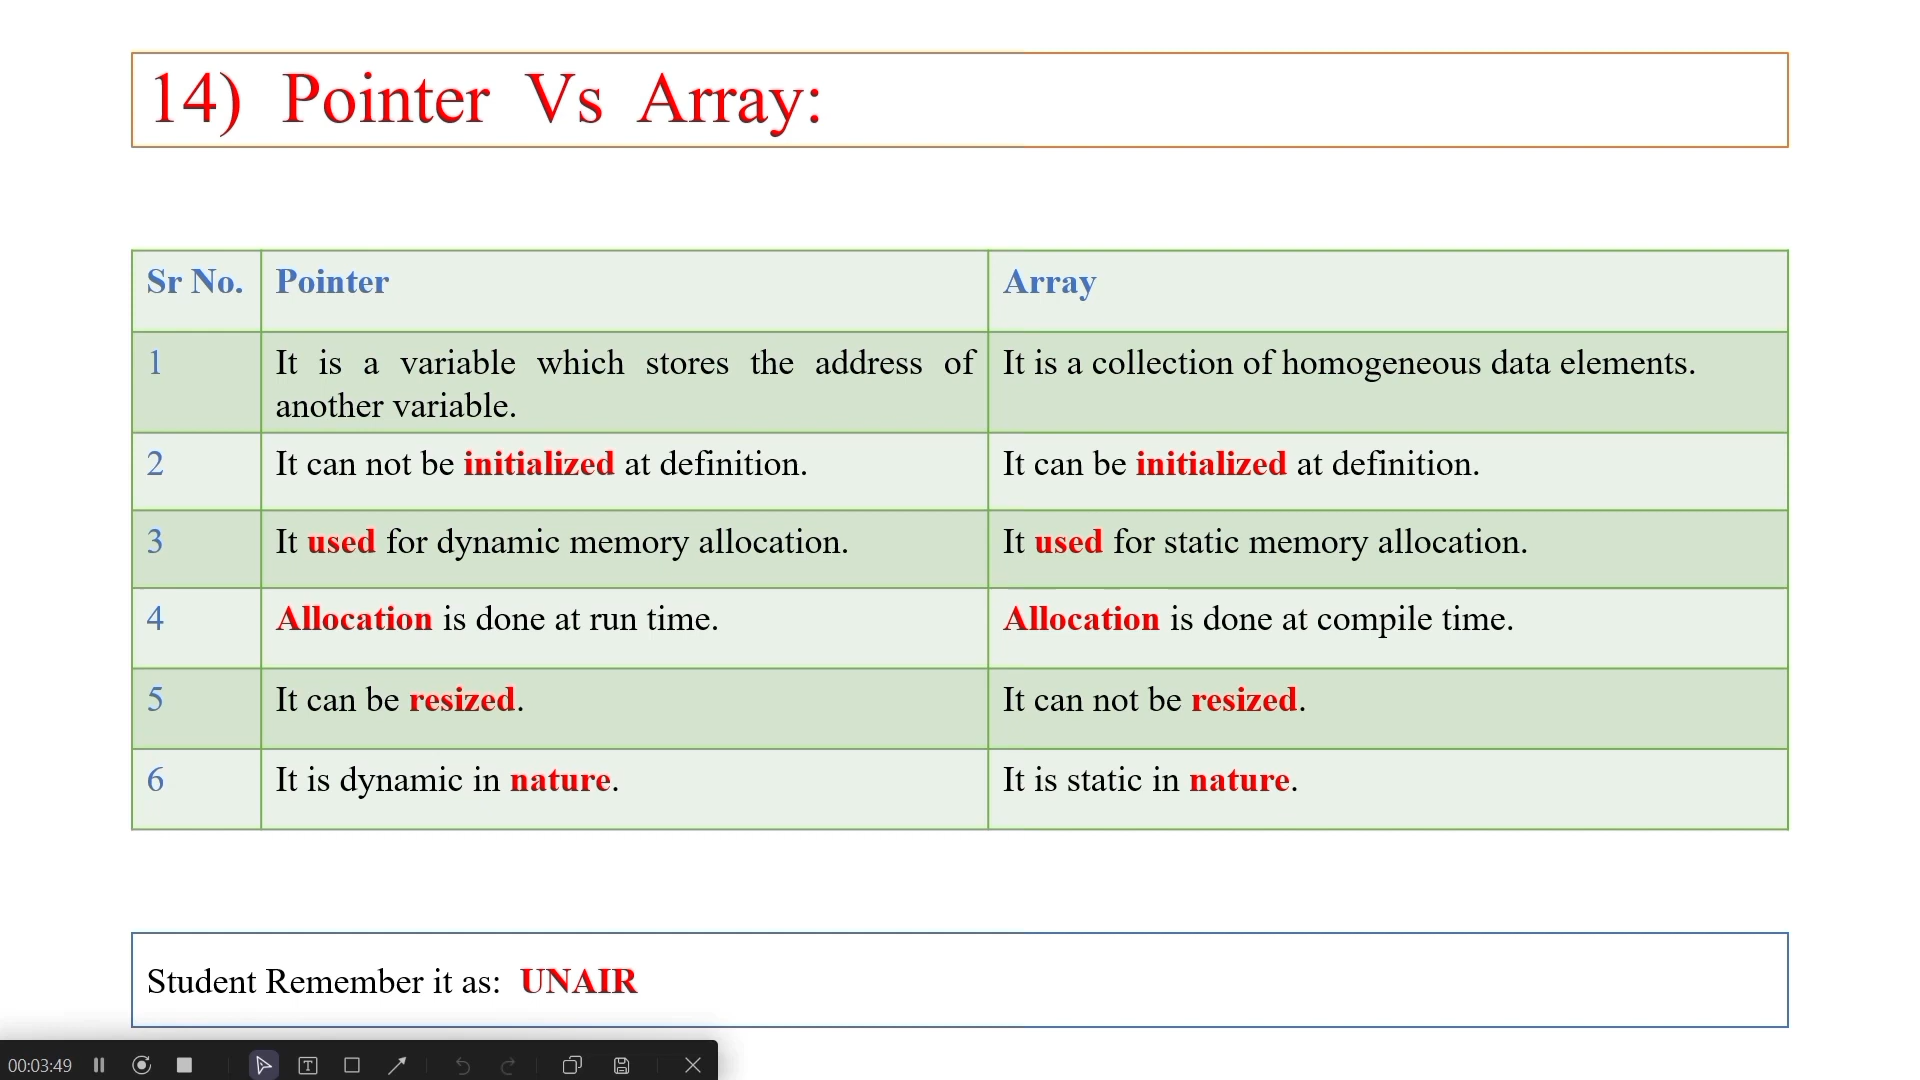 14) Pointer Vs Array:
Sr No. Pointer Array
1 It is a variable which stores the address of It is a collection of homogeneous data elements.
another variable.
2 It can not be initialized at definition. It can be initialized at definition.
3 It used for dynamic memory allocation. It used for static memory allocation.
4 Allocation is done at run time. Allocation is done at compile time.
5 It can be resized. It can not be resized.
6 It is dynamic in nature. It is static in nature.
Student Remember it as: UNAIR
00:03:49